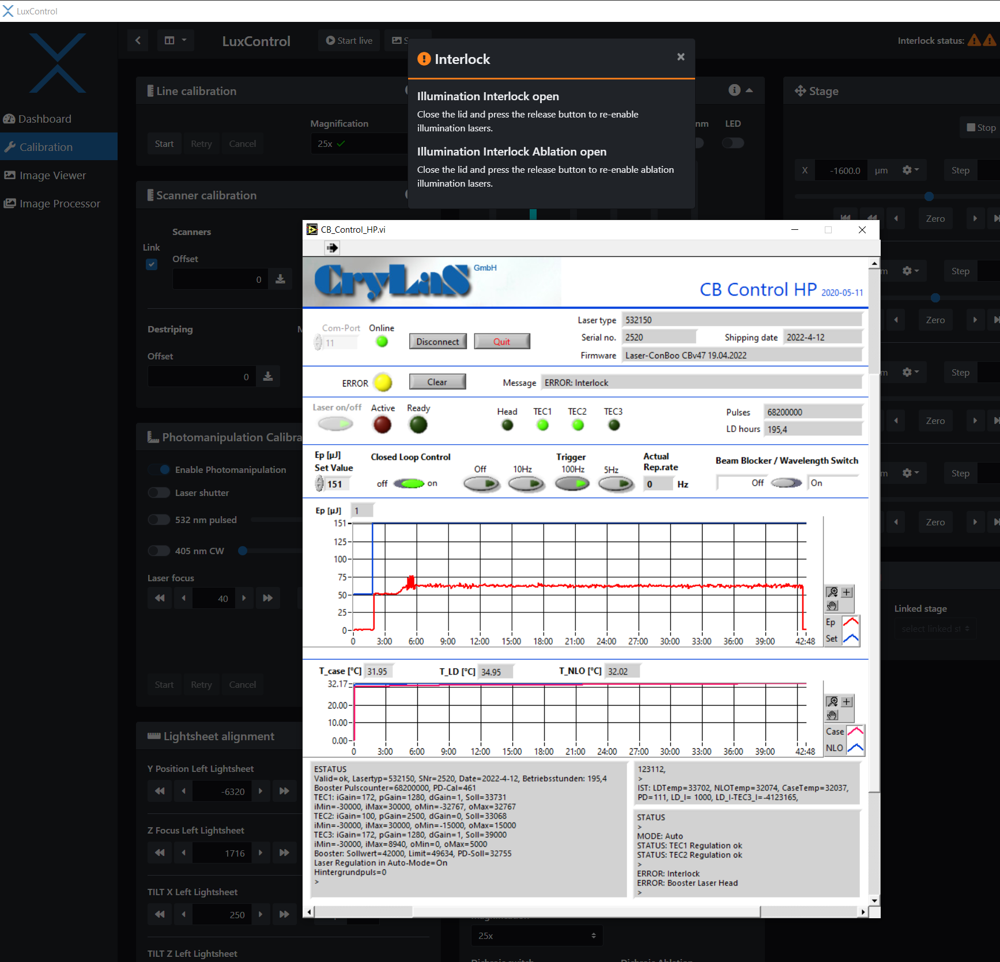 LuxControl
LuxControl
Start live
S
Interlock status:
Dashboard
Calibration
Image Viewer
Image Processor
Interlock
Illumination Interlock open
Close the lid and press the release button to re-enable
illumination lasers.
Illumination Interlock Ablation open
Close the lid and press the release button to re-enable ablation
illumination lasers.
Line calibration
Magnification
Start Retry Cancel
25x
nm LED
Scanner calibration
Scanners
Link
Offset
0
Destriping
M
Offset
0
Photomanipulation Calibra
Enable Photomanipulation
Laser shutter
532 nm pulsed
405 nm CW
Laser focus
40
Start Retry Cancel
Lightsheet alignment
Y Position Left Lightsheet
-6320
Z Focus Left Lightsheet
1716
TILT X Left Lightsheet
250
TILT Z Left Lightsheet
Stage
Stop
X -1600.0 µm Step
Zero
m Step
Zero
m Step
Zero
m Step
Zero
Linked stage
select linked st
CB_Control_HP.vi
CryLaS GmbH
CB Control HP 2020-05-11
Com-Port Online
11
Disconnect Quit
Laser type 532150
Serial no. 2520 Shipping date 2022-4-12
Firmware Laser-ConBoo CBv47 19.04.2022
ERROR Clear Message ERROR: Interlock
Laser on/off Active Ready
Head TEC1 TEC2 TEC3
Pulses 68200000
LD hours 195,4
Ep [µJ]
Set Value
151
Closed Loop Control
off on
Trigger
Off 10Hz 100Hz 5Hz
Actual
Rep.rate
0 Hz
Beam Blocker / Wavelength Switch
Off On
Ep [µJ] 1
151
125
100
75
50
25
0
0 3:00 6:00 9:00 12:00 15:00 18:00 21:00 24:00 27:00 30:00 33:00 36:00 39:00 42:48
Ep
Set
T_case [°C] 31.95 T_LD [°C] 34.95 T_NLO [°C] 32.02
32.17
20.00
10.00
0.00
0 3:00 6:00 9:00 12:00 15:00 18:00 21:00 24:00 27:00 30:00 33:00 36:00 39:00 42:48
Case
NLO
ESTATUS
Valid=ok, Lasertyp=532150, SNr=2520, Date=2022-4-12, Betriebsstunden: 195,4
Booster Pulscounter=68200000, PD-Cal=461
TEC1: iGain=172, pGain=1280, dGain=1, Soll=33731
iMin=-30000, iMax=30000, oMin=-32767, oMax=32767
TEC2: iGain=100, pGain=2500, dGain=0, Soll=33068
iMin=-30000, iMax=30000, oMin=-15000, oMax=15000
TEC3: iGain=172, pGain=1280, dGain=1, Soll=39000
iMin=-30000, iMax=8940, oMin=0, oMax=5000
Booster: Sollwert=42000, Limit=49634, PD-Soll=32755
Laser Regulation in Auto-Mode=On
Hintergrundpuls=0
>
123112,
>
IST: LDTemp=33702, NLOTemp=32074, CaseTemp=32037,
PD=111, LD_I= 1000, LD_I-TEC3_I=-4123165,
STATUS
>
MODE: Auto
STATUS: TEC1 Regulation ok
STATUS: TEC2 Regulation ok
>
ERROR: Interlock
ERROR: Booster Laser Head
>
25x